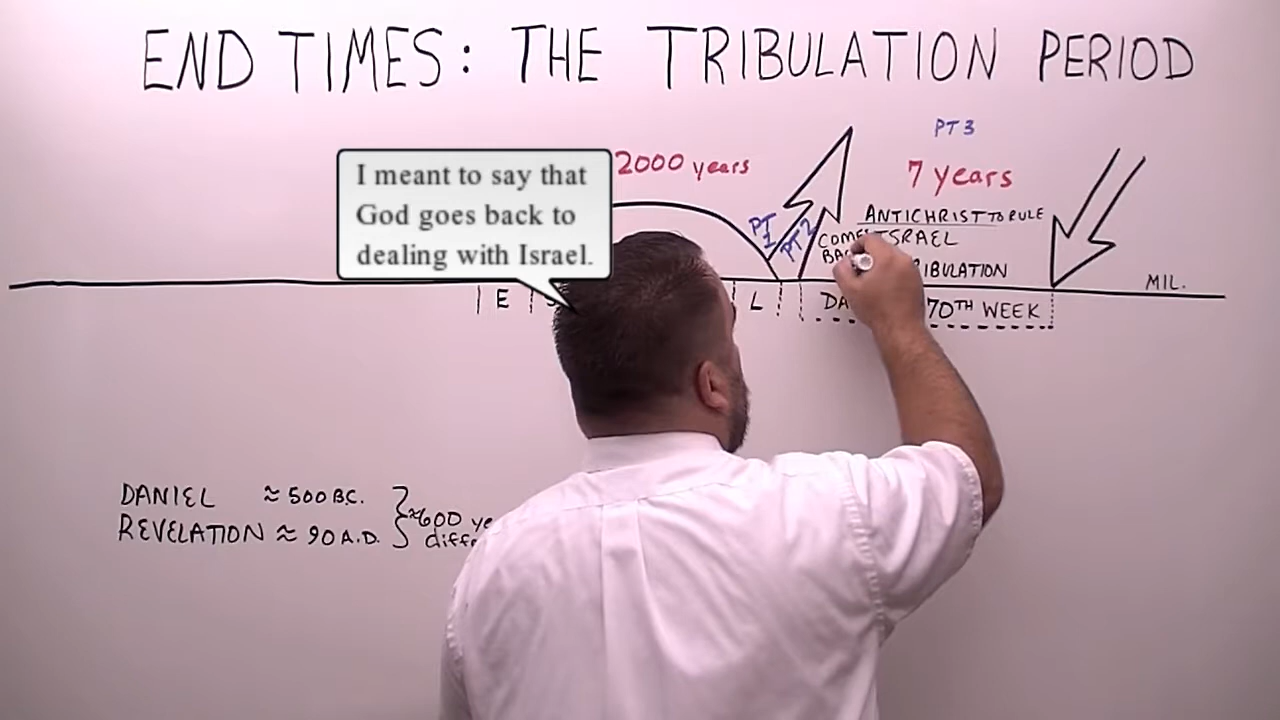 END TIMES: THE TRIBULATION PERIOD
PT 3
I meant to say that
God goes back to
dealing with Israel.
2000 years
7 years
PT
1
PT 2
ANTICHRIST TO RULE
ISRAEL
TRIBULATION
MIL.
E
L
70TH WEEK
DANIEL ≈ 500 B.C.
REVELATION ≈ 90 A.D.
≈600